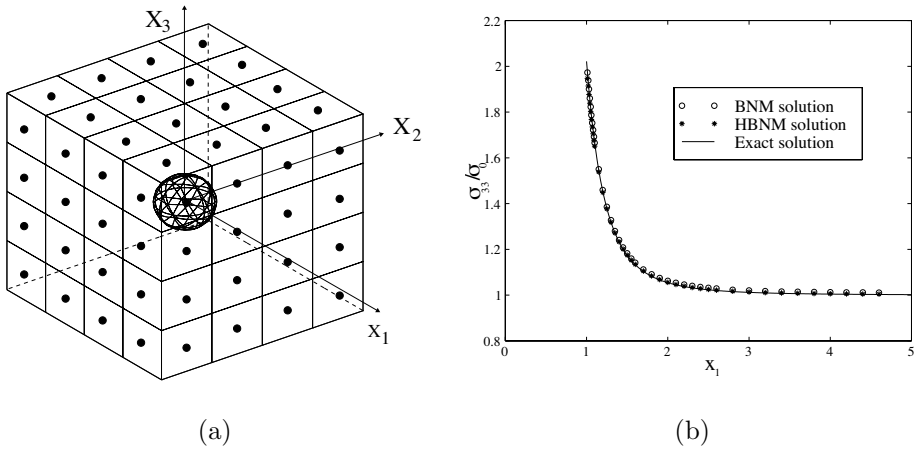 X3
X2
x1
(a)
2.2
2
1.8
1.6
1.4
1.2
1
0.8
σ33/σ0
BNM solution
HBNM solution
Exact solution
0
1
2
3
4
5
x1
(b)